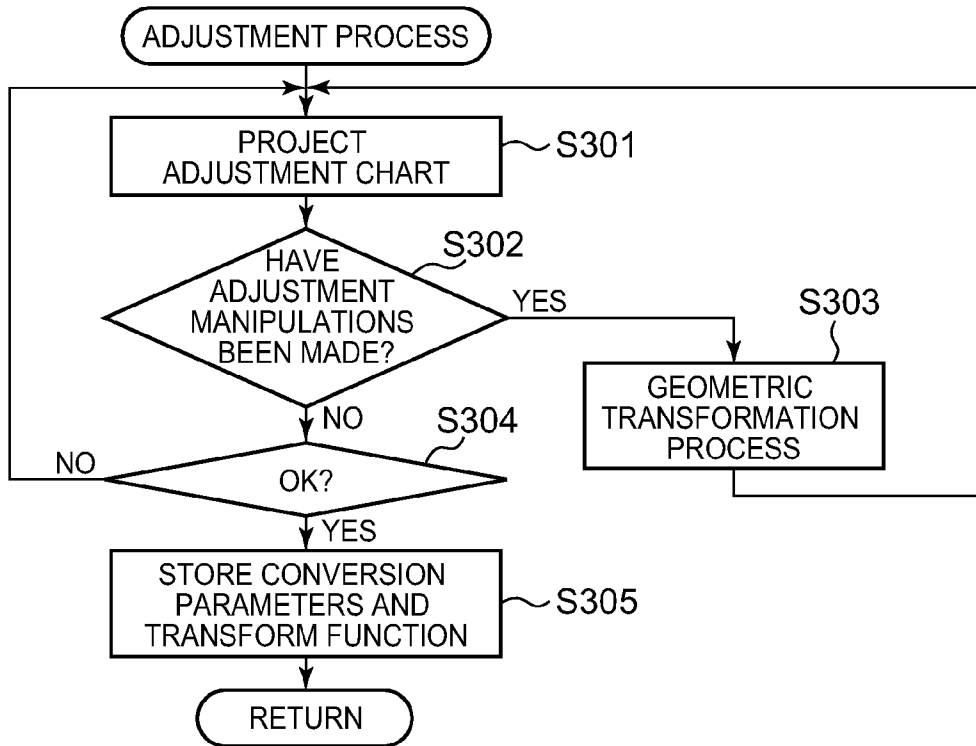 ADJUSTMENT PROCESS
PROJECT
ADJUSTMENT CHART
S301
HAVE
ADJUSTMENT
MANIPULATIONS
BEEN MADE?
S302
YES
S303
GEOMETRIC
TRANSFORMATION
PROCESS
NO
S304
NO
OK?
YES
STORE CONVERSION
PARAMETERS AND
TRANSFORM FUNCTION
S305
RETURN